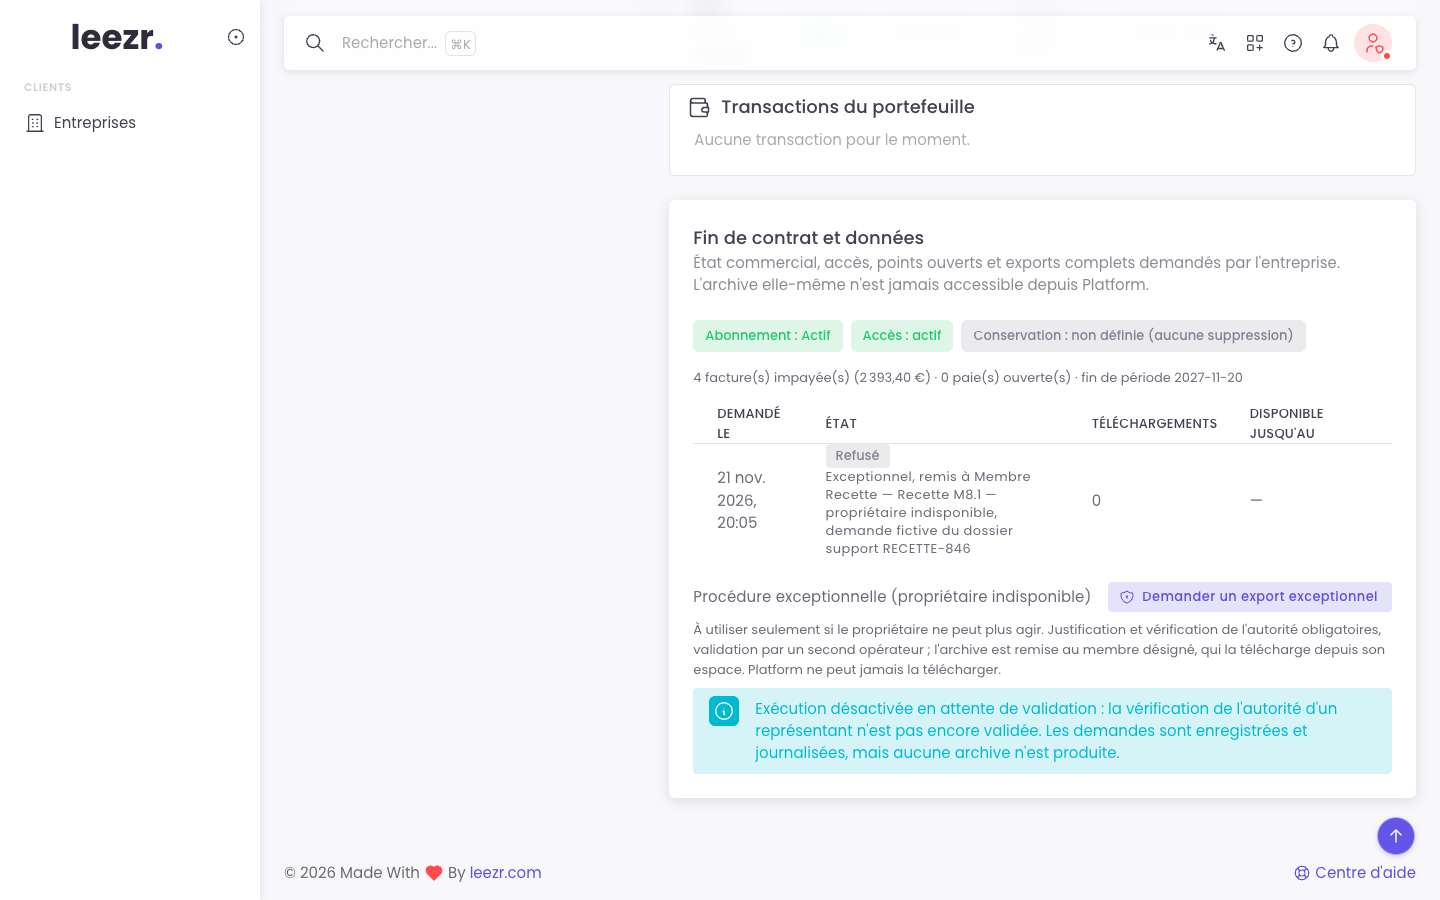 leezr.
Rechercher... ⌘K
CLIENTS
Entreprises
Transactions du portefeuille
Aucune transaction pour le moment.
Fin de contrat et données
État commercial, accès, points ouverts et exports complets demandés par l'entreprise.
L'archive elle-même n'est jamais accessible depuis Platform.
Abonnement : Actif
Accès : actif
Conservation : non définie (aucune suppression)
4 facture(s) impayée(s) (2 393,40 €) · 0 paie(s) ouverte(s) · fin de période 2027-11-20
DEMANDÉ
LE
ÉTAT
TÉLÉCHARGEMENTS
DISPONIBLE
JUSQU'AU
21 nov.
2026,
20:05
Refusé
Exceptionnel, remis à Membre
Recette — Recette M8.1 —
propriétaire indisponible,
demande fictive du dossier
support RECETTE-846
0
—
Procédure exceptionnelle (propriétaire indisponible)
Demander un export exceptionnel
À utiliser seulement si le propriétaire ne peut plus agir. Justification et vérification de l'autorité obligatoires,
validation par un second opérateur ; l'archive est remise au membre désigné, qui la télécharge depuis son
espace. Platform ne peut jamais la télécharger.
Exécution désactivée en attente de validation : la vérification de l'autorité d'un
représentant n'est pas encore validée. Les demandes sont enregistrées et
journalisées, mais aucune archive n'est produite.
© 2026 Made With By leezr.com
Centre d'aide